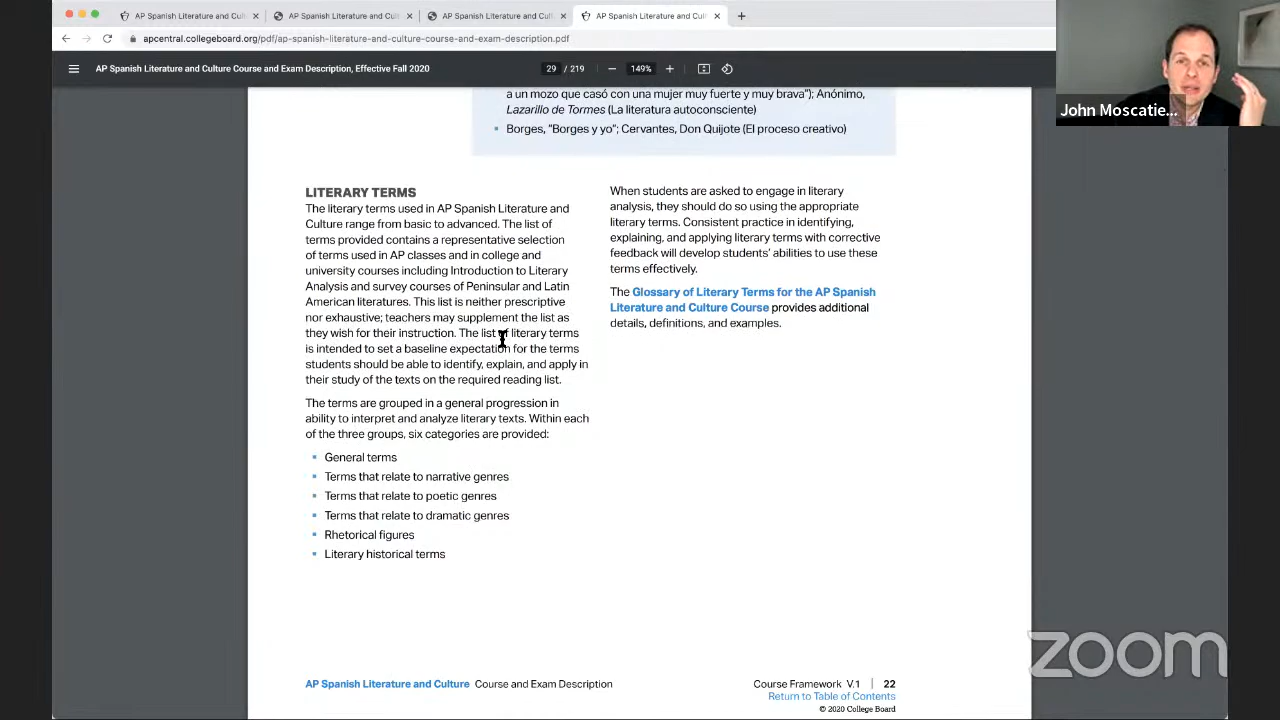 AP Spanish Literature and Cul
AP Spanish Literature and Cul
AP Spanish Literature and Cul
AP Spanish Literature and Cul
apcentral.collegeboard.org/pdf/ap-spanish-literature-and-culture-course-and-exam-description.pdf
AP Spanish Literature and Culture Course and Exam Description, Effective Fall 2020
29 / 219
149%
John Moscatie...
a un mozo que casó con una mujer muy fuerte y muy brava"); Anónimo,
Lazarillo de Tormes (La literatura autoconsciente)
Borges, "Borges y yo"; Cervantes, Don Quijote (El proceso creativo)
LITERARY TERMS
The literary terms used in AP Spanish Literature and
Culture range from basic to advanced. The list of
terms provided contains a representative selection
of terms used in AP classes and in college and
university courses including Introduction to Literary
Analysis and survey courses of Peninsular and Latin
American literatures. This list is neither prescriptive
nor exhaustive; teachers may supplement the list as
they wish for their instruction. The list of literary terms
is intended to set a baseline expectation for the terms
students should be able to identify, explain, and apply in
their study of the texts on the required reading list.
The terms are grouped in a general progression in
ability to interpret and analyze literary texts. Within each
of the three groups, six categories are provided:
General terms
Terms that relate to narrative genres
Terms that relate to poetic genres
Terms that relate to dramatic genres
Rhetorical figures
Literary historical terms
When students are asked to engage in literary
analysis, they should do so using the appropriate
literary terms. Consistent practice in identifying,
explaining, and applying literary terms with corrective
feedback will develop students' abilities to use these
terms effectively.
The Glossary of Literary Terms for the AP Spanish
Literature and Culture Course provides additional
details, definitions, and examples.
AP Spanish Literature and Culture Course and Exam Description
Course Framework V.1 | 22
Return to Table of Contents
© 2020 College Board
zoom